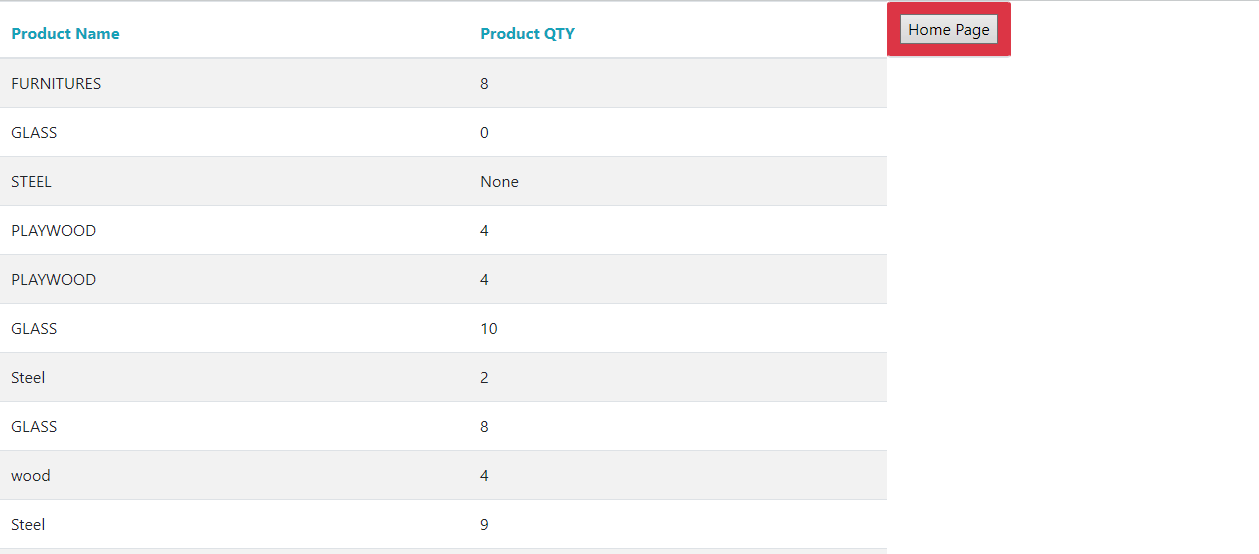 Product Name Product QTY Home Page
FURNITURES 8
GLASS 0
STEEL None
PLAYWOOD 4
PLAYWOOD 4
GLASS 10
Steel 2
GLASS 8
wood 4
Steel 9